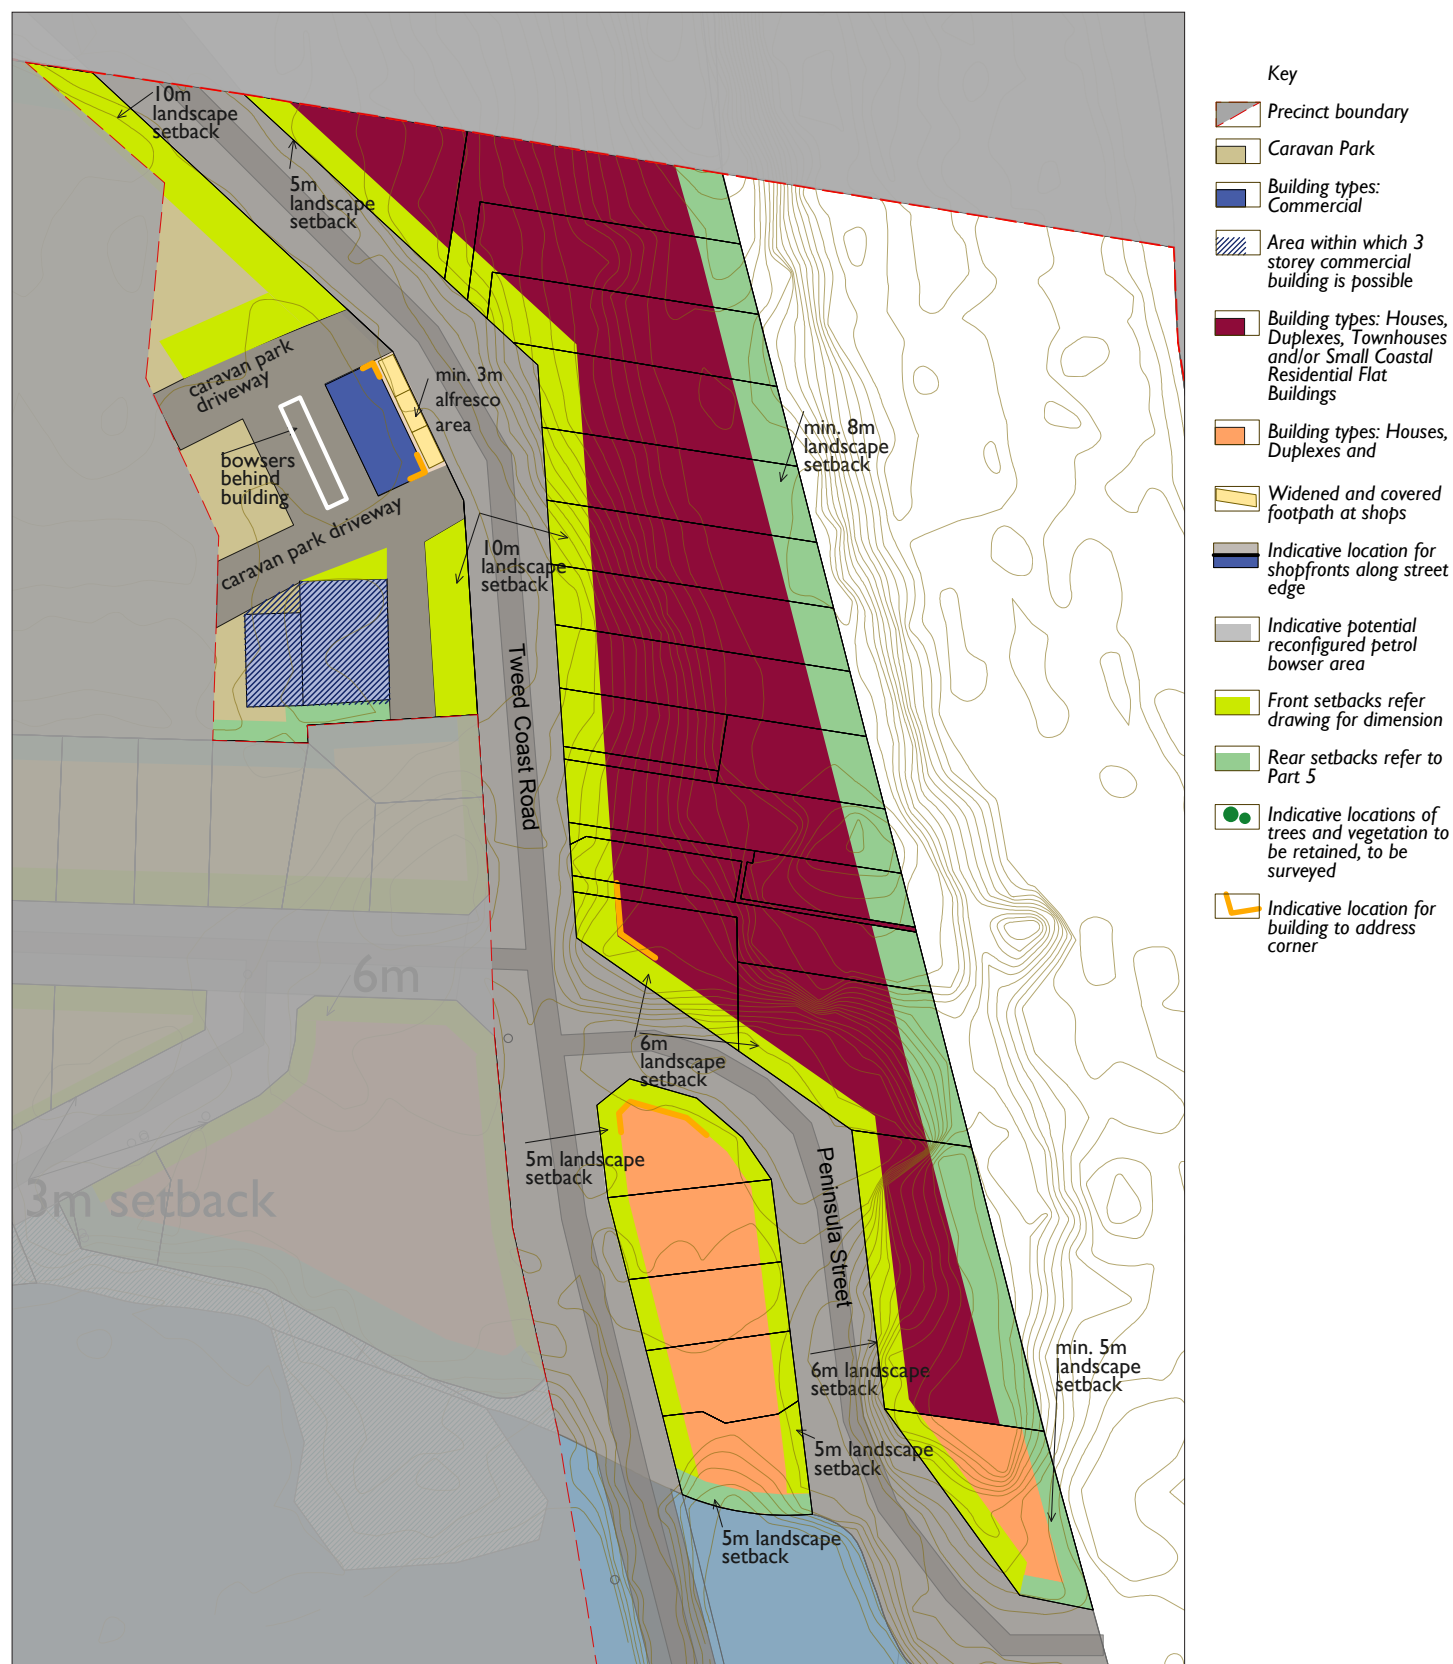 10m
landscape
setback
5m
landscape
setback
caravan park
driveway
min. 3m
alfresco
area
bowsers
behind
building
caravan park driveway
min. 8m
landscape
setback
10m
landscape
setback
Tweed Coast Road
6m
6m
landscape
setback
5m landscape
setback
3m setback
Peninsula Street
6m landscape
setback
min. 5m
landscape
setback
5m landscape
setback
5m landscape
setback
Key
Precinct boundary
Caravan Park
Building types:
Commercial
Area within which 3
storey commercial
building is possible
Building types: Houses,
Duplexes, Townhouses
and/or Small Coastal
Residential Flat
Buildings
Building types: Houses,
Duplexes and
Widened and covered
footpath at shops
Indicative location for
shopfronts along street
edge
Indicative potential
reconfigured petrol
bowser area
Front setbacks refer
drawing for dimension
Rear setbacks refer to
Part 5
Indicative locations of
trees and vegetation to
be retained, to be
surveyed
Indicative location for
building to address
corner